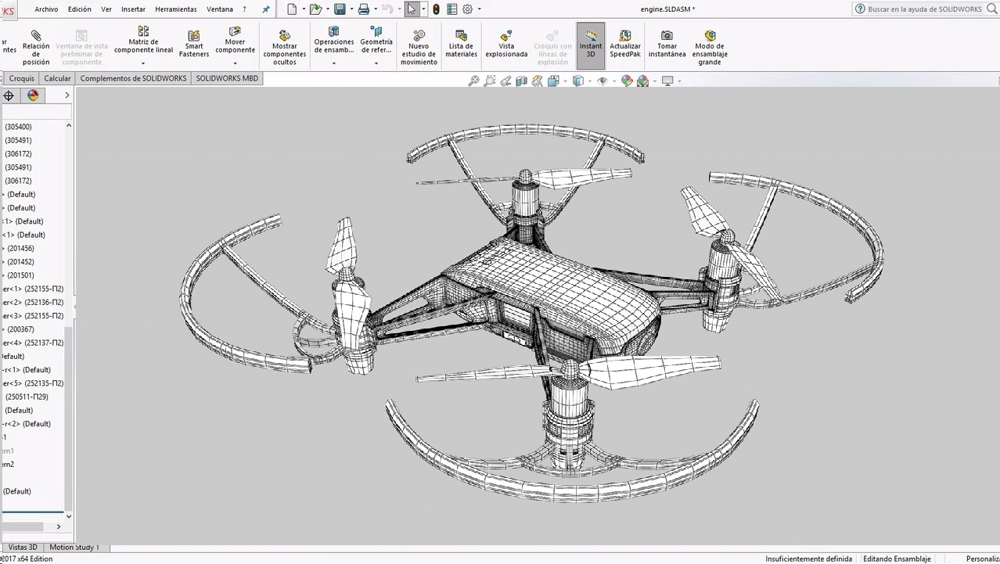 KS Archivo Edición Ver Insertar Herramientas Ventana ? engine.SLDASM * Buscar en la ayuda de SOLIDWORKS
ar
ntes
Relación
de
posición
Ventana de vista
preliminar de
componente
Matriz de
componente lineal
Smart
Fasteners
Mover
componente
Mostrar
componentes
ocultos
Operaciones
de ensamb...
Geometría
de refer...
Nuevo
estudio de
movimiento
Lista de
materiales
Vista
explosionada
Croquis con
líneas de
explosión
Instant
3D
Actualizar
SpeedPak
Tomar
instantánea
Modo de
ensamblaje
grande
Croquis Calcular Complementos de SOLIDWORKS SOLIDWORKS MBD
(305400)
(305491)
(306172)
(305491)
(306172)
> (Default)
> (Default)
<1> (Default)
<1> (Default)
> (201456)
> (201452)
> (201501)
er<1> (252155-П2)
er<2> (252136-П2)
er<3> (252155-П2)
> (200367)
er<4> (252137-П2)
efault)
-r<1> (Default)
er<5> (252135-П2)
(250511-П29)
(Default)
-r<2> (Default)
1
ern1
ern2
(Default)
Vistas 3D Motion Study 1
2017 x64 Edition Insuficientemente definida Editando Ensamblaje Personaliz